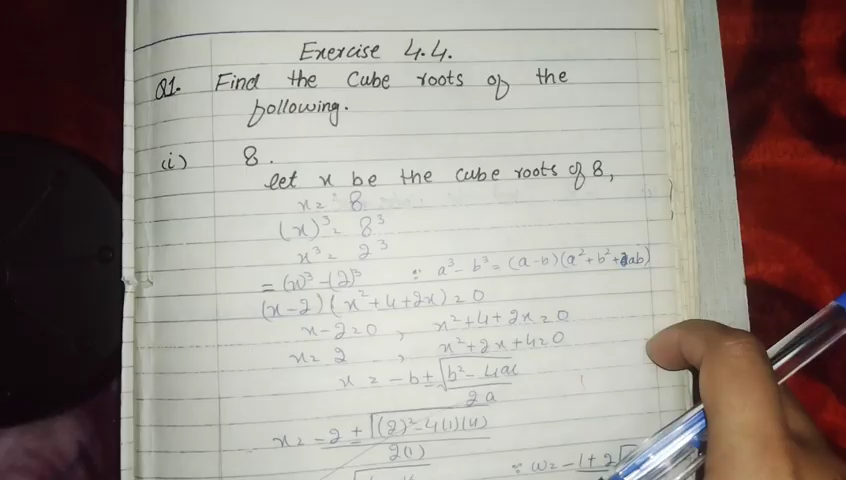 Exercise 4.4.
Q1. Find the Cube roots of the
following.
(i) 8.
let x be the cube roots of 8,
x = 8
(x)³ = 8³
x³ = 2³
= (x)³ - (2)³ ∵ a³ - b³ = (a-b)(a²+b²+ab)
(x-2)(x²+4+2x) = 0
x-2=0 , x²+4+2x=0
x = 2 , x²+2x+4=0
x = -b ± √b²-4ac
2a
x = -2 ± √(2)²-4(1)(4)
2(1)
∵ ω = -1+2√